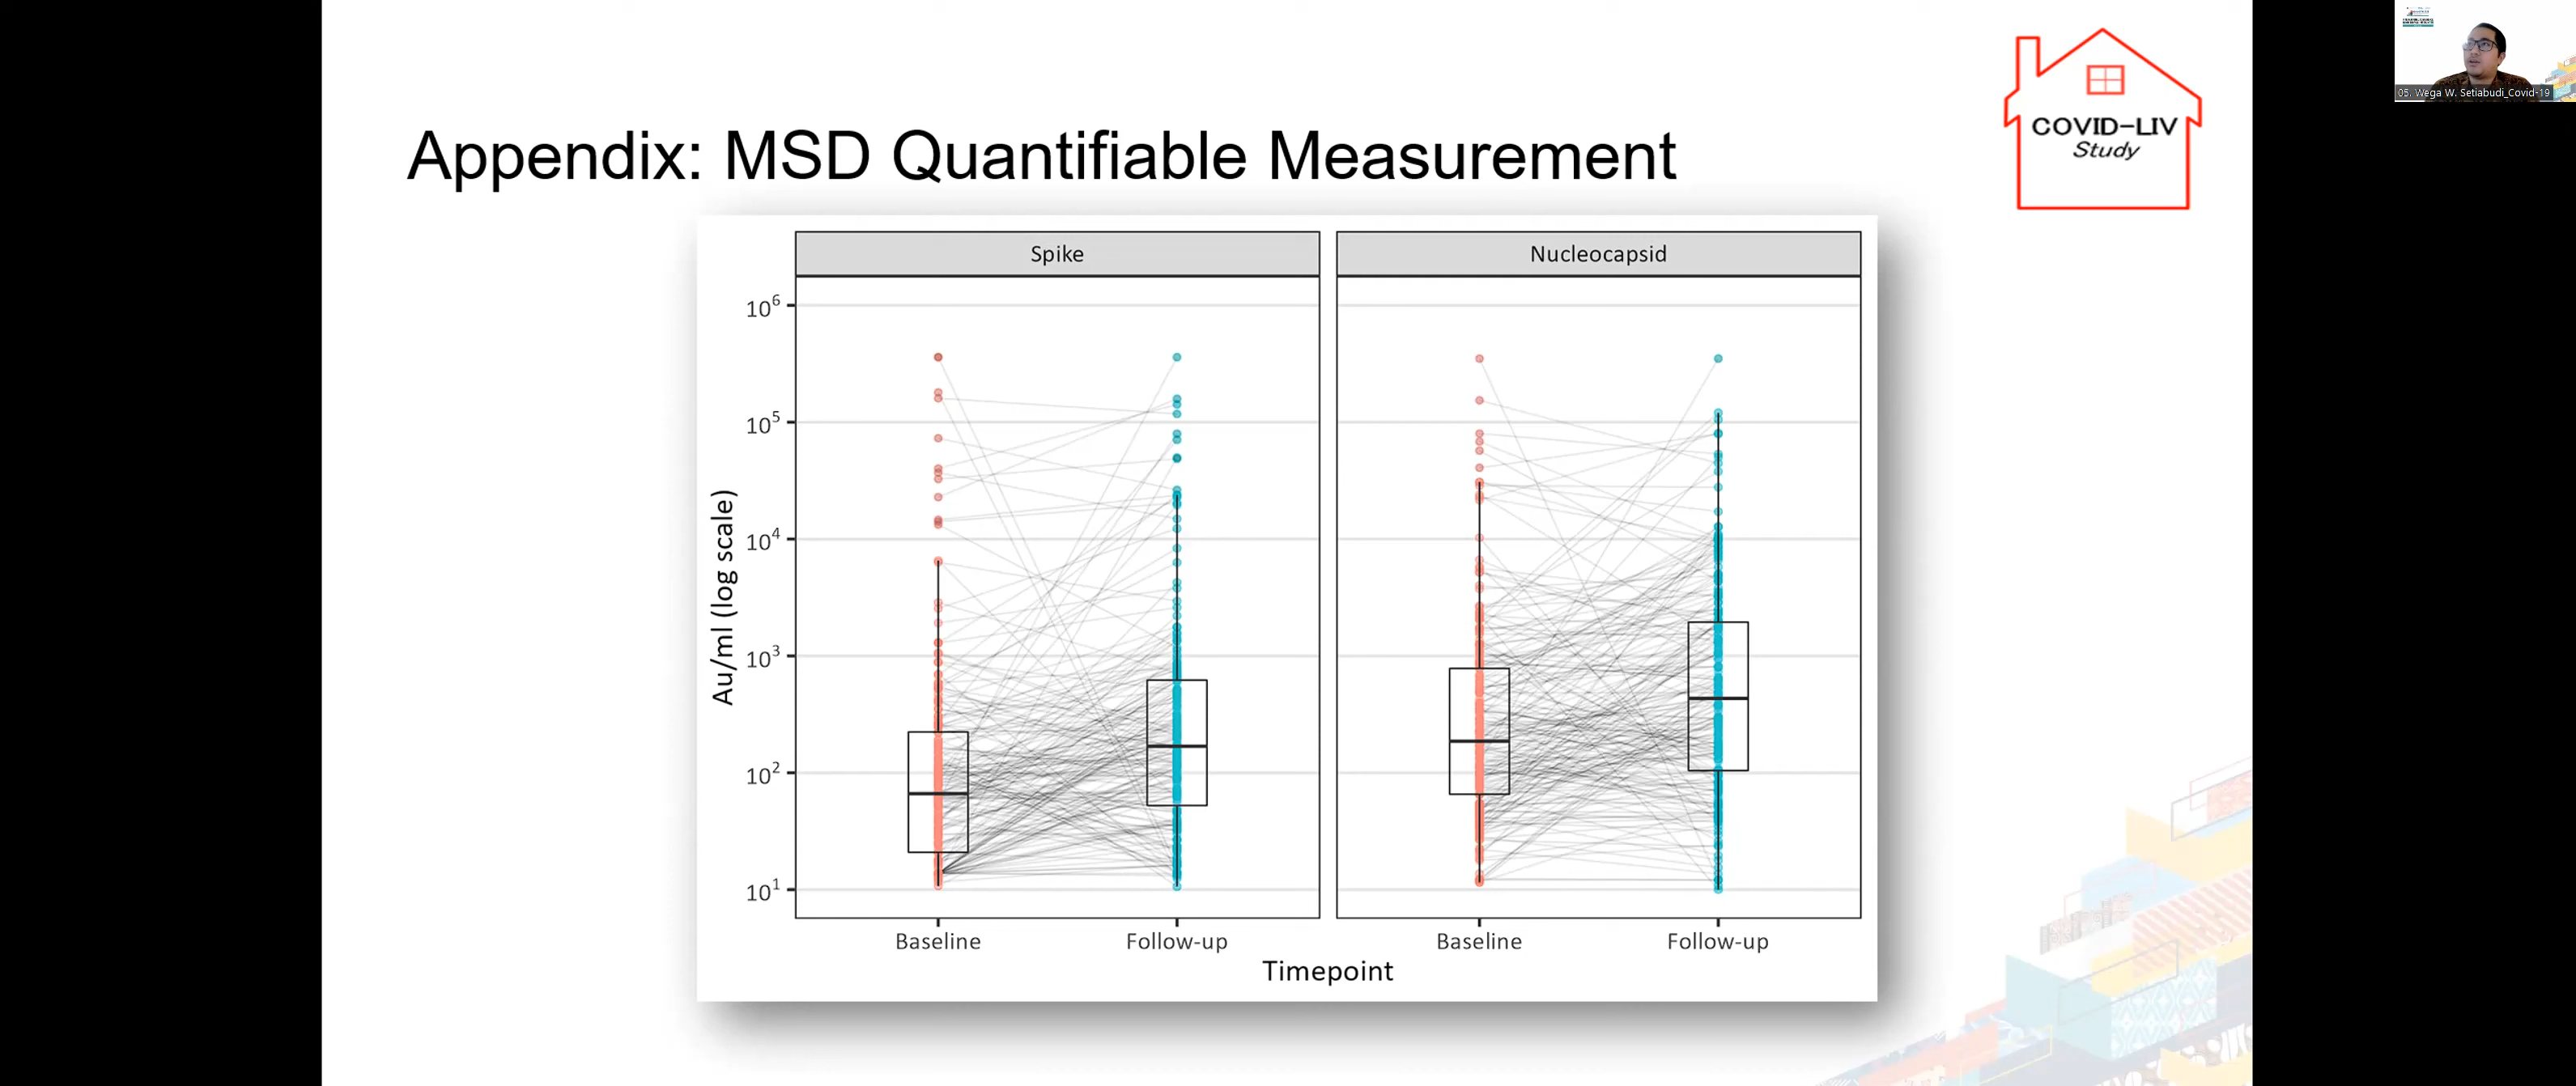 Appendix: MSD Quantifiable Measurement
COVID-LIV
Study
05. Wega W. Setiabudi_Covid-19
Spike
Nucleocapsid
Au/ml (log scale)
10⁶
10⁵
10⁴
10³
10²
10¹
Baseline
Follow-up
Baseline
Follow-up
Timepoint